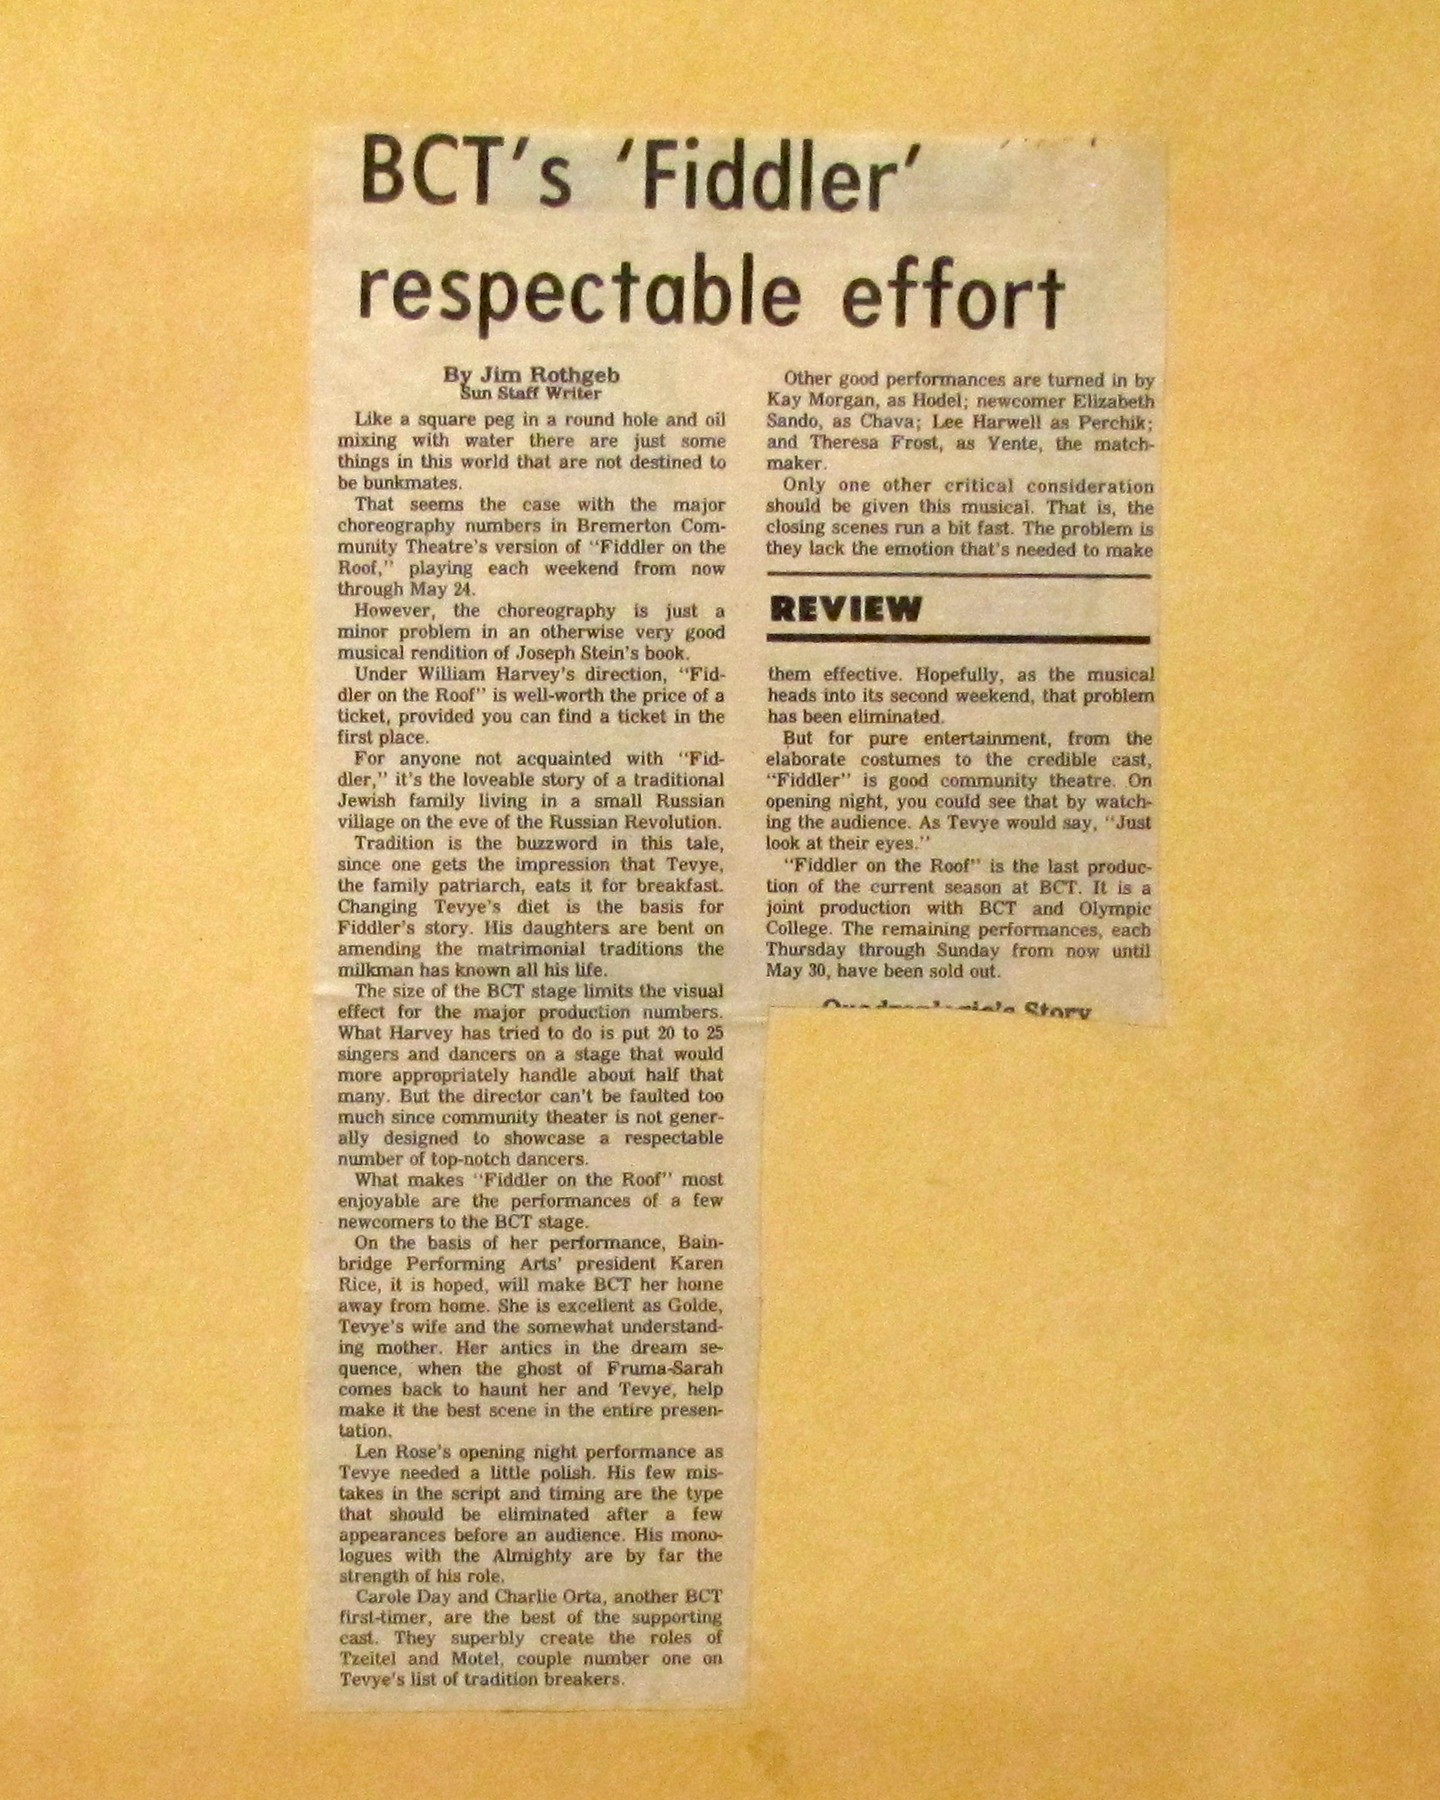 BCT's 'Fiddler'
respectable effort
By Jim Rothgeb
Sun Staff Writer
Like a square peg in a round hole and oil
mixing with water there are just some
things in this world that are not destined to
be bunkmates.
That seems the case with the major
choreography numbers in Bremerton Com-
munity Theatre's version of "Fiddler on the
Roof," playing each weekend from now
through May 24.
However, the choreography is just a
minor problem in an otherwise very good
musical rendition of Joseph Stein's book.
Under William Harvey's direction, "Fid-
dler on the Roof" is well-worth the price of a
ticket, provided you can find a ticket in the
first place.
For anyone not acquainted with "Fid-
dler," it's the loveable story of a traditional
Jewish family living in a small Russian
village on the eve of the Russian Revolution.
Tradition is the buzzword in this tale,
since one gets the impression that Tevye,
the family patriarch, eats it for breakfast.
Changing Tevye's diet is the basis for
Fiddler's story. His daughters are bent on
amending the matrimonial traditions the
milkman has known all his life.
The size of the BCT stage limits the visual
effect for the major production numbers.
What Harvey has tried to do is put 20 to 25
singers and dancers on a stage that would
more appropriately handle about half that
many. But the director can't be faulted too
much since community theater is not gener-
ally designed to showcase a respectable
number of top-notch dancers.
What makes "Fiddler on the Roof" most
enjoyable are the performances of a few
newcomers to the BCT stage.
On the basis of her performance, Bain-
bridge Performing Arts' president Karen
Rice, it is hoped, will make BCT her home
away from home. She is excellent as Golde,
Tevye's wife and the somewhat understand-
ing mother. Her antics in the dream se-
quence, when the ghost of Fruma-Sarah
comes back to haunt her and Tevye, help
make it the best scene in the entire presen-
tation.
Len Rose's opening night performance as
Tevye needed a little polish. His few mis-
takes in the script and timing are the type
that should be eliminated after a few
appearances before an audience. His mono-
logues with the Almighty are by far the
strength of his role.
Carole Day and Charlie Orta, another BCT
first-timer, are the best of the supporting
cast. They superbly create the roles of
Tzeitel and Motel, couple number one on
Tevye's list of tradition breakers.
Other good performances are turned in by
Kay Morgan, as Hodel; newcomer Elizabeth
Sando, as Chava; Lee Harwell as Perchik;
and Theresa Frost, as Yente, the match-
maker.
Only one other critical consideration
should be given this musical. That is, the
closing scenes run a bit fast. The problem is
they lack the emotion that's needed to make
REVIEW
them effective. Hopefully, as the musical
heads into its second weekend, that problem
has been eliminated.
But for pure entertainment, from the
elaborate costumes to the credible cast,
"Fiddler" is good community theatre. On
opening night, you could see that by watch-
ing the audience. As Tevye would say, "Just
look at their eyes."
"Fiddler on the Roof" is the last produc-
tion of the current season at BCT. It is a
joint production with BCT and Olympic
College. The remaining performances, each
Thursday through Sunday from now until
May 30, have been sold out.
Story